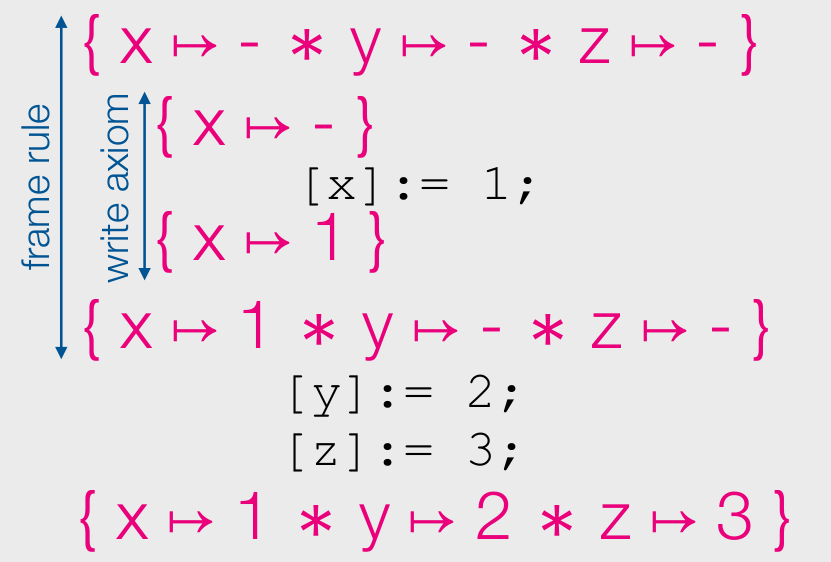 { x ↦ - * y ↦ - * z ↦ - }
frame rule
write axiom
{ x ↦ - }
[x]:= 1;
{ x ↦ 1 }
{ x ↦ 1 * y ↦ - * z ↦ - }
[y]:= 2;
[z]:= 3;
{ x ↦ 1 * y ↦ 2 * z ↦ 3 }